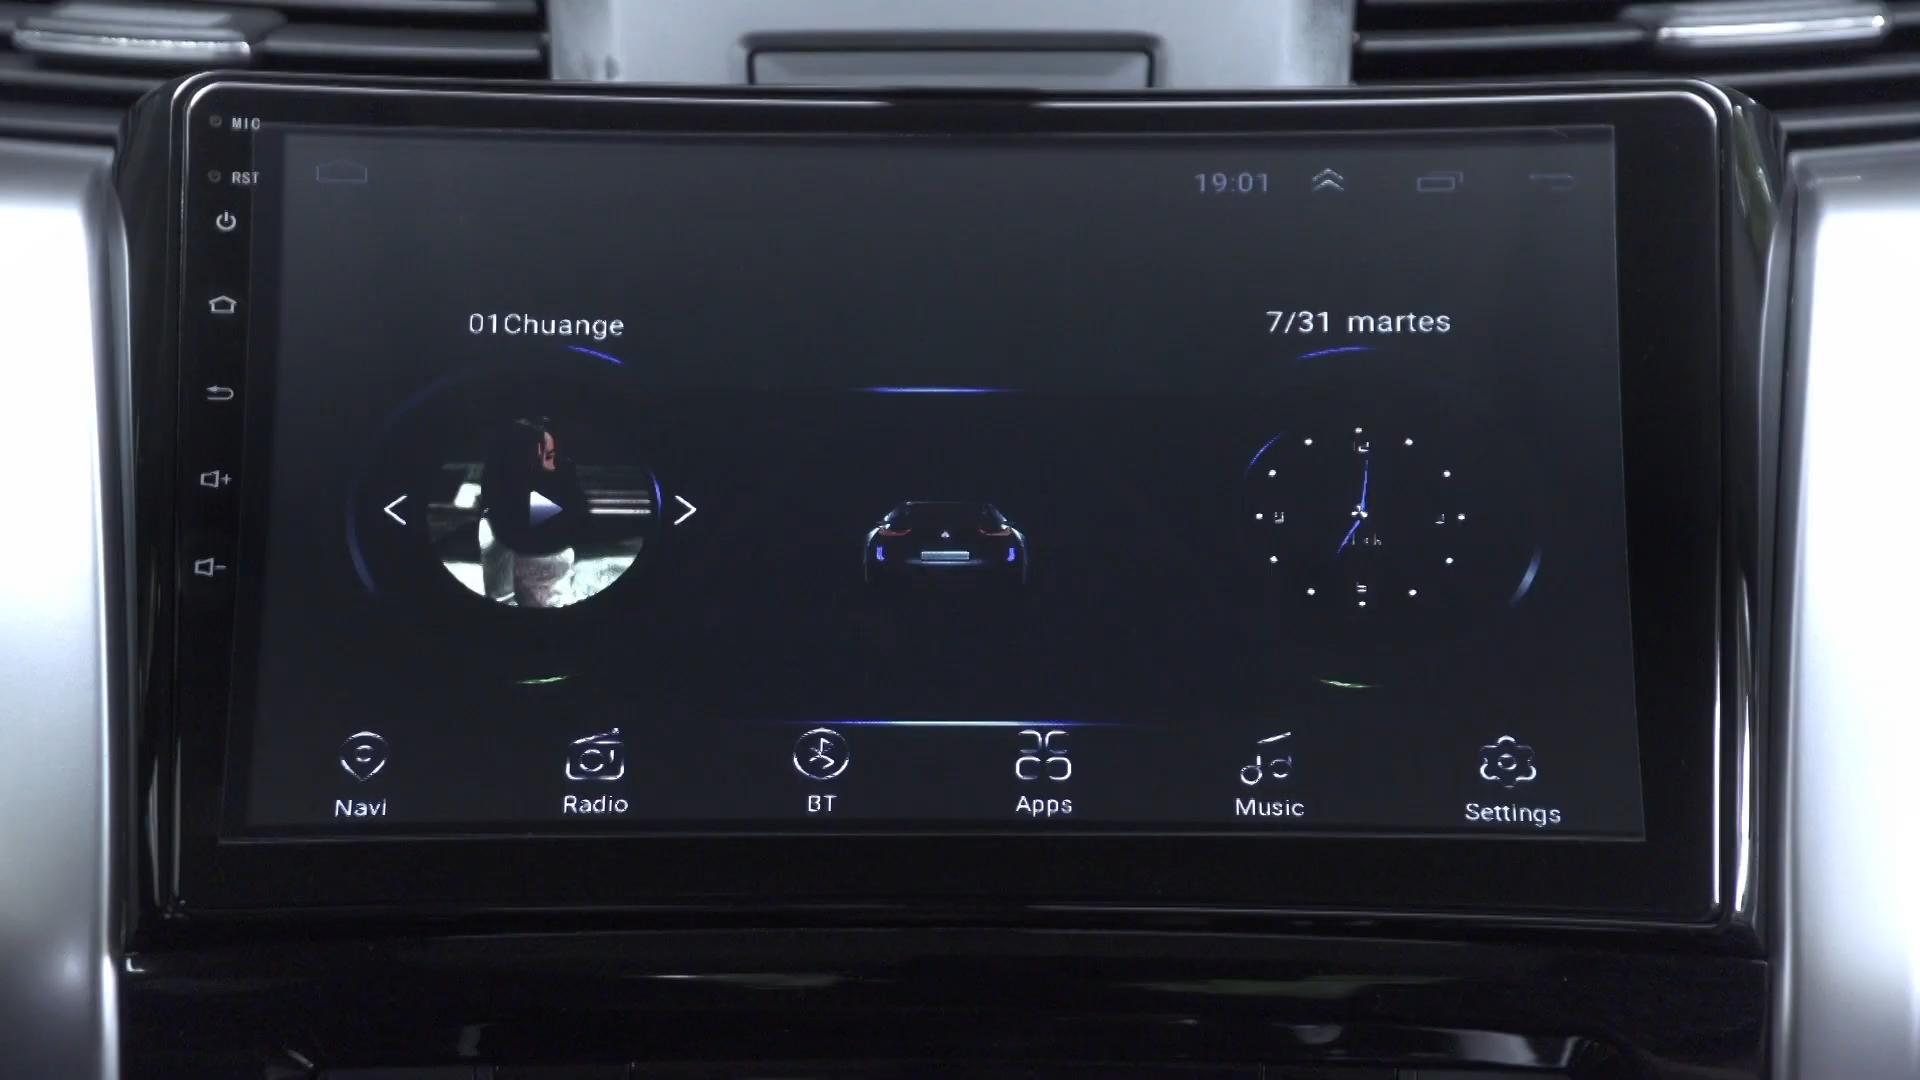 MIC
RST
19:01
01Chuange
7/31 martes
Navi
Radio
BT
Apps
Music
Settings